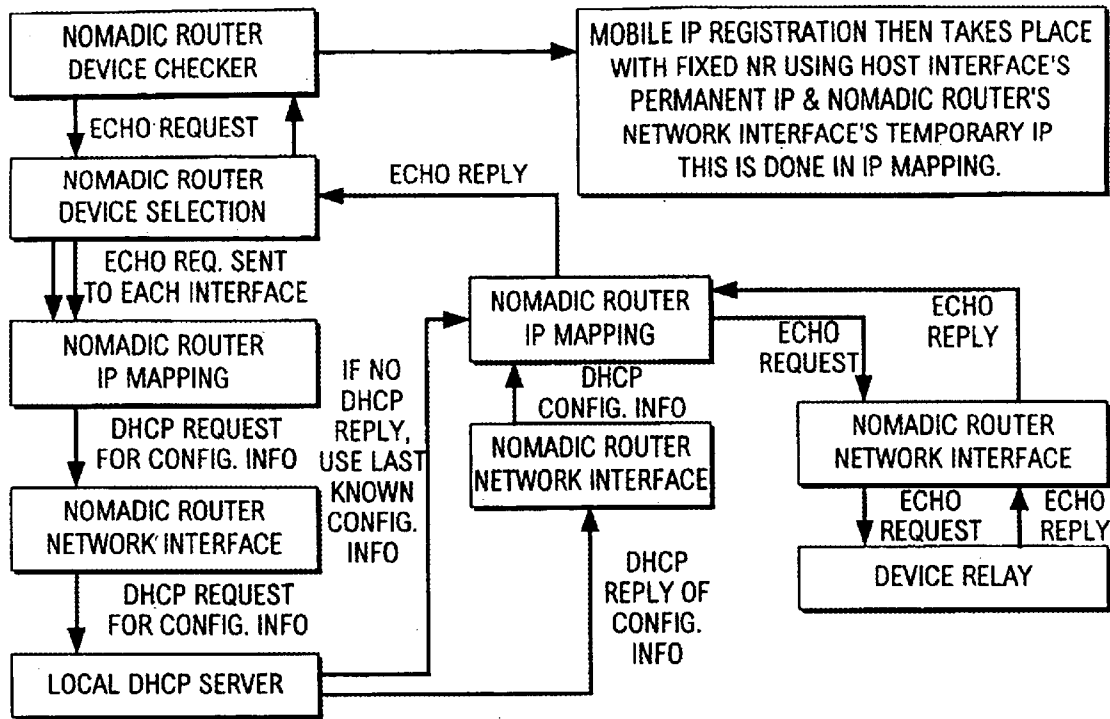 NOMADIC ROUTER
DEVICE CHECKER
MOBILE IP REGISTRATION THEN TAKES PLACE
WITH FIXED NR USING HOST INTERFACE'S
PERMANENT IP & NOMADIC ROUTER'S
NETWORK INTERFACE'S TEMPORARY IP
THIS IS DONE IN IP MAPPING.
ECHO REQUEST
NOMADIC ROUTER
DEVICE SELECTION
ECHO REPLY
ECHO REQ. SENT
TO EACH INTERFACE
NOMADIC ROUTER
IP MAPPING
DHCP REQUEST
FOR CONFIG. INFO
NOMADIC ROUTER
NETWORK INTERFACE
DHCP REQUEST
FOR CONFIG. INFO
LOCAL DHCP SERVER
IF NO
DHCP
REPLY,
USE LAST
KNOWN
CONFIG.
INFO
NOMADIC ROUTER
IP MAPPING
DHCP
CONFIG. INFO
NOMADIC ROUTER
NETWORK INTERFACE
DHCP
REPLY OF
CONFIG.
INFO
ECHO
REQUEST
ECHO
REPLY
NOMADIC ROUTER
NETWORK INTERFACE
ECHO
REQUEST
ECHO
REPLY
DEVICE RELAY